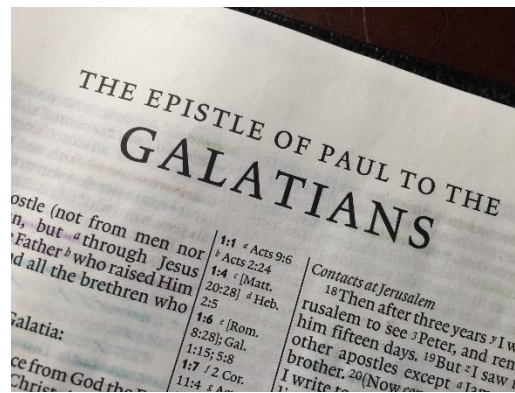 THE EPISTLE OF PAUL TO THE
GALATIANS
ostle (not from men nor
n, but a through Jesus
Father b who raised Him
d all the brethren who
Galatia:
ce from God the
Christ
1:1 a Acts 9:6
b Acts 2:24
1:4 c [Matt.
20:28] d Heb.
2:5
1:6 e [Rom.
8:28]; Gal.
1:15; 5:8
1:7 f 2 Cor.
11:4 g
Contacts at Jerusalem
18Then after three years y I w
rusalem to see 3Peter, and rem
him fifteen days. 19But z I saw
other apostles except a
brother. 20(Now
I write to